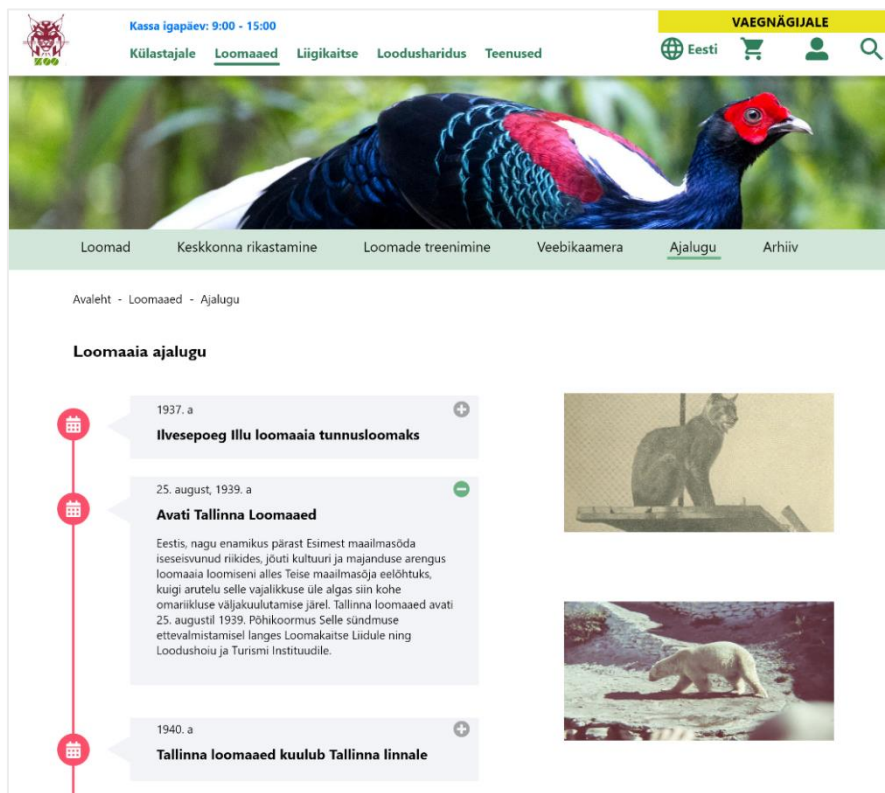 Kassa igapäev: 9:00 - 15:00
VAEGNÄGIJALE
Külastajale Loomaaed Liigikaitse Loodusharidus Teenused
Eesti
ZOO
Loomad Keskkonna rikastamine Loomade treenimine Veebikaamera Ajalugu Arhiiv
Avaleht - Loomaaed - Ajalugu
Loomaaia ajalugu
1937. a
Ilvesepoeg Illu loomaaia tunnusloomaks
25. august, 1939. a
Avati Tallinna Loomaaed
Eestis, nagu enamikus pärast Esimest maailmasõda
iseseisvunud riikides, jõuti kultuuri ja majanduse arengus
loomaaia loomiseni alles Teise maailmasõja eelõhtuks,
kuigi arutelu selle vajalikkuse üle algas siin kohe
omariikluse väljakuulutamise järel. Tallinna loomaaed avati
25. augustil 1939. Põhikoormus Selle sündmuse
ettevalmistamisel langes Loomakaitse Liidule ning
Loodushoiu ja Turismi Instituudile.
1940. a
Tallinna loomaaed kuulub Tallinna linnale